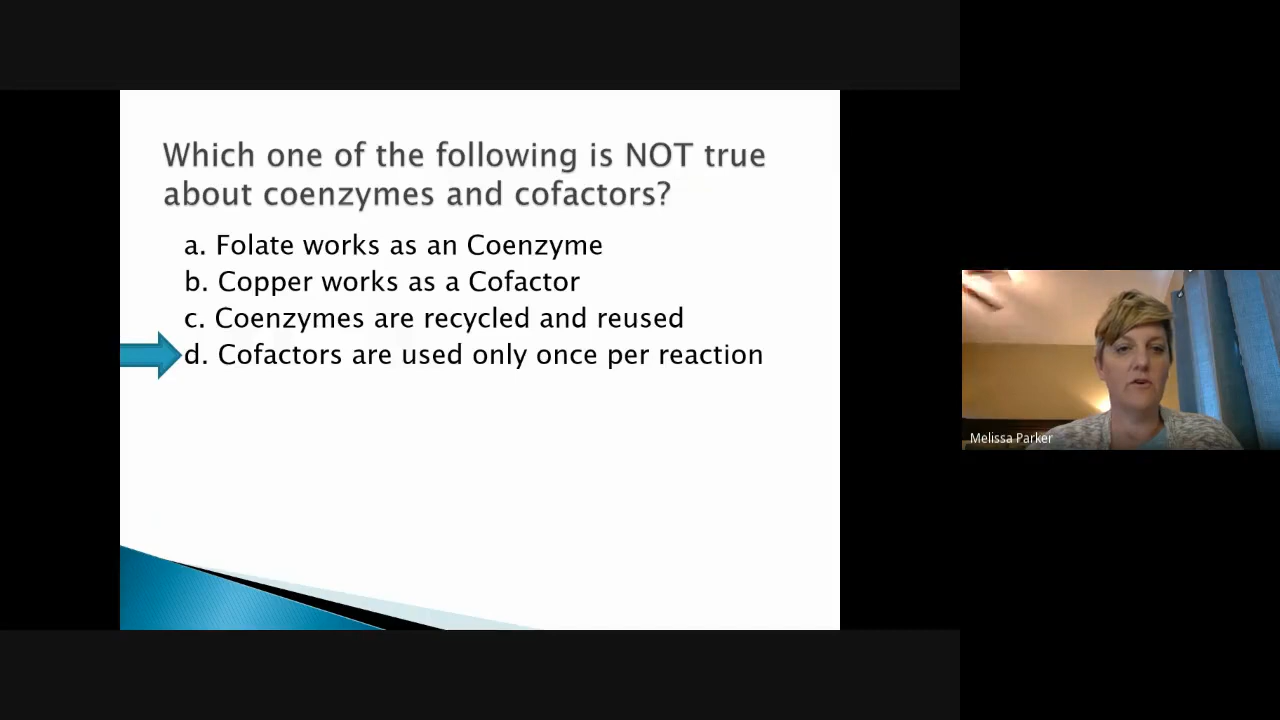 Which one of the following is NOT true
about coenzymes and cofactors?
a. Folate works as an Coenzyme
b. Copper works as a Cofactor
c. Coenzymes are recycled and reused
d. Cofactors are used only once per reaction
Melissa Parker